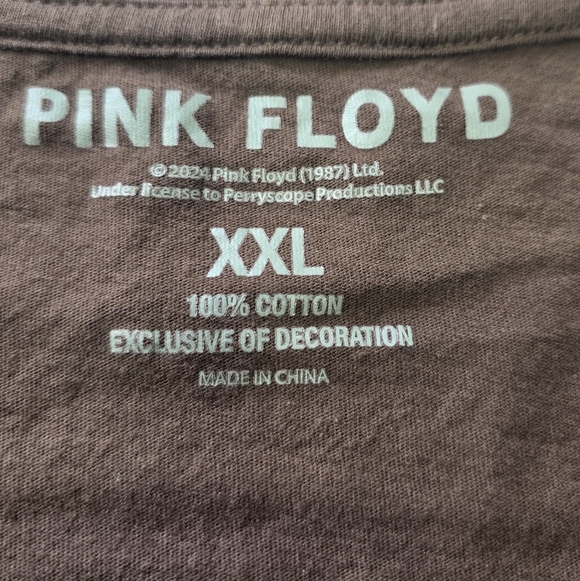 PINK FLOYD
© 2024 Pink Floyd (1987) Ltd.
under license to Perryscope Productions LLC
XXL
100% COTTON
EXCLUSIVE OF DECORATION
MADE IN CHINA